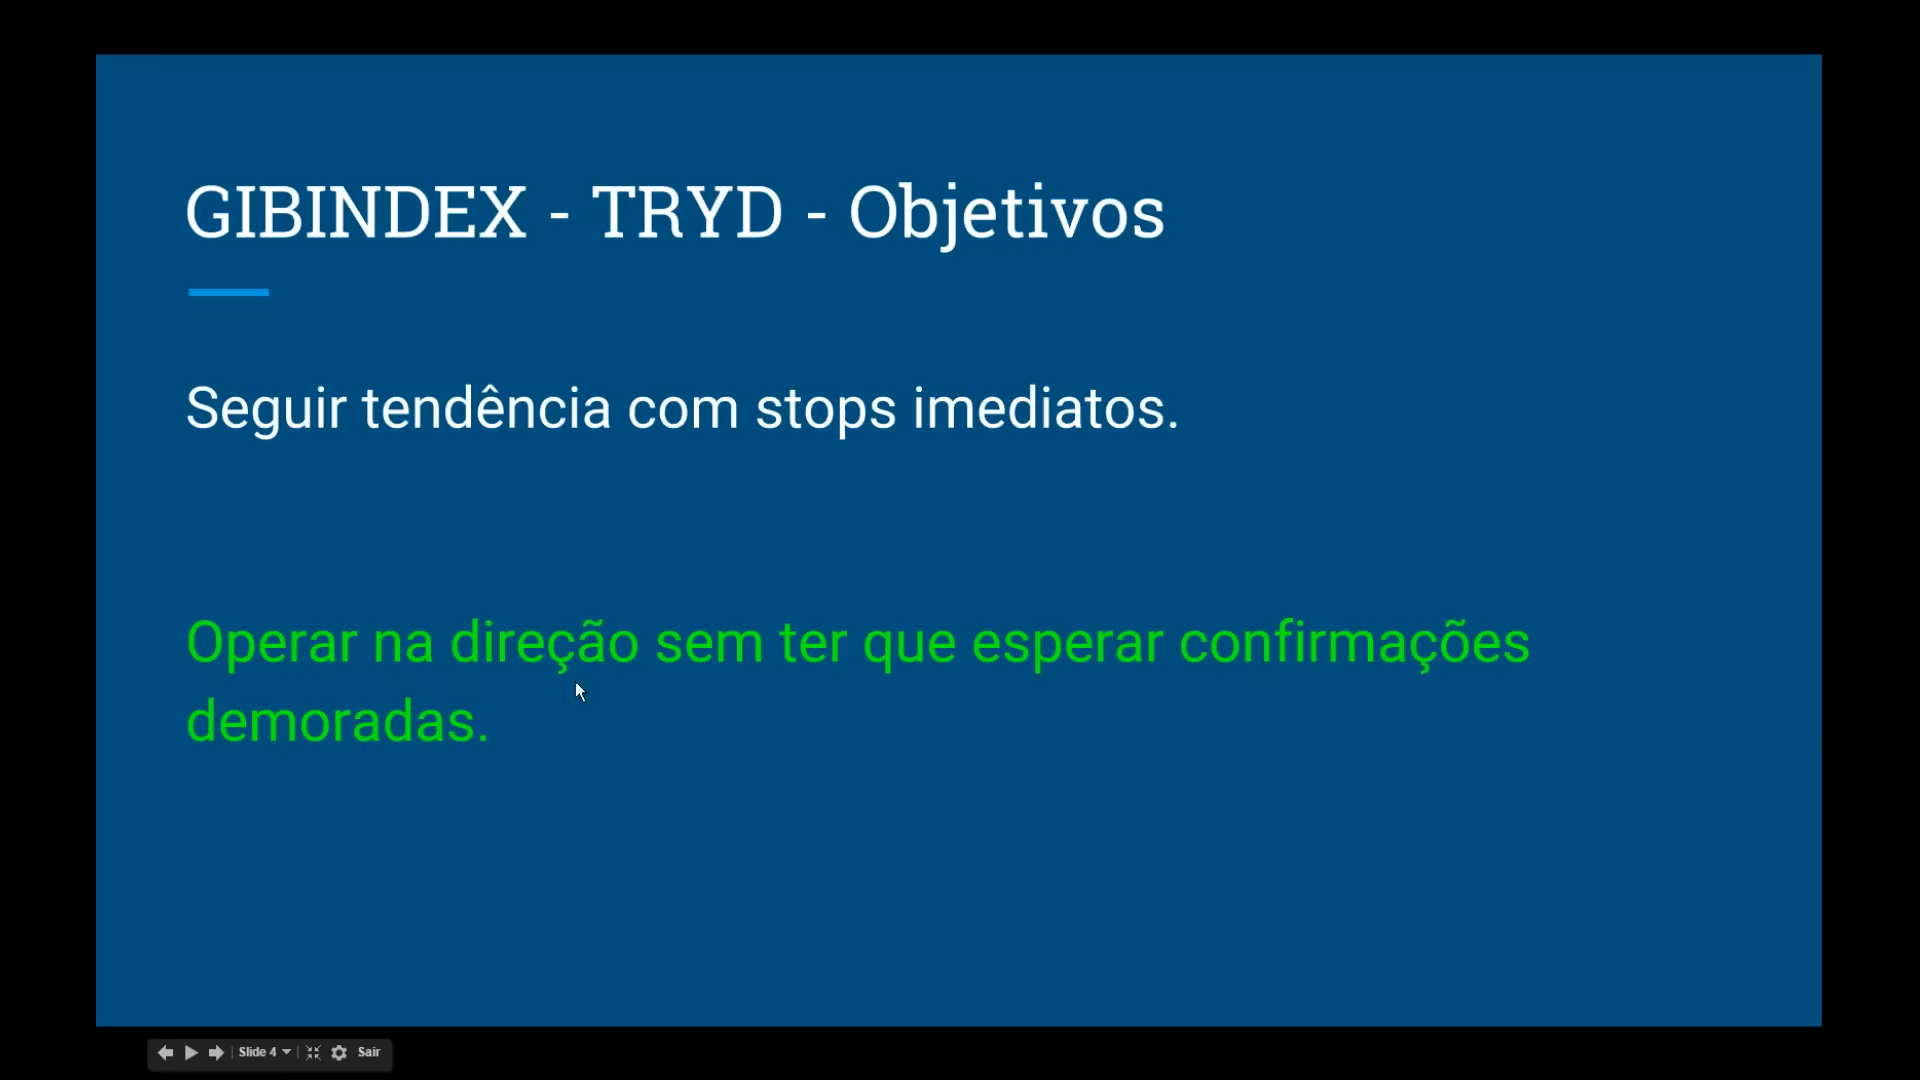 GIBINDEX - TRYD - Objetivos
Seguir tendência com stops imediatos.
Operar na direção sem ter que esperar confirmações
demoradas.
Slide 4
Sair